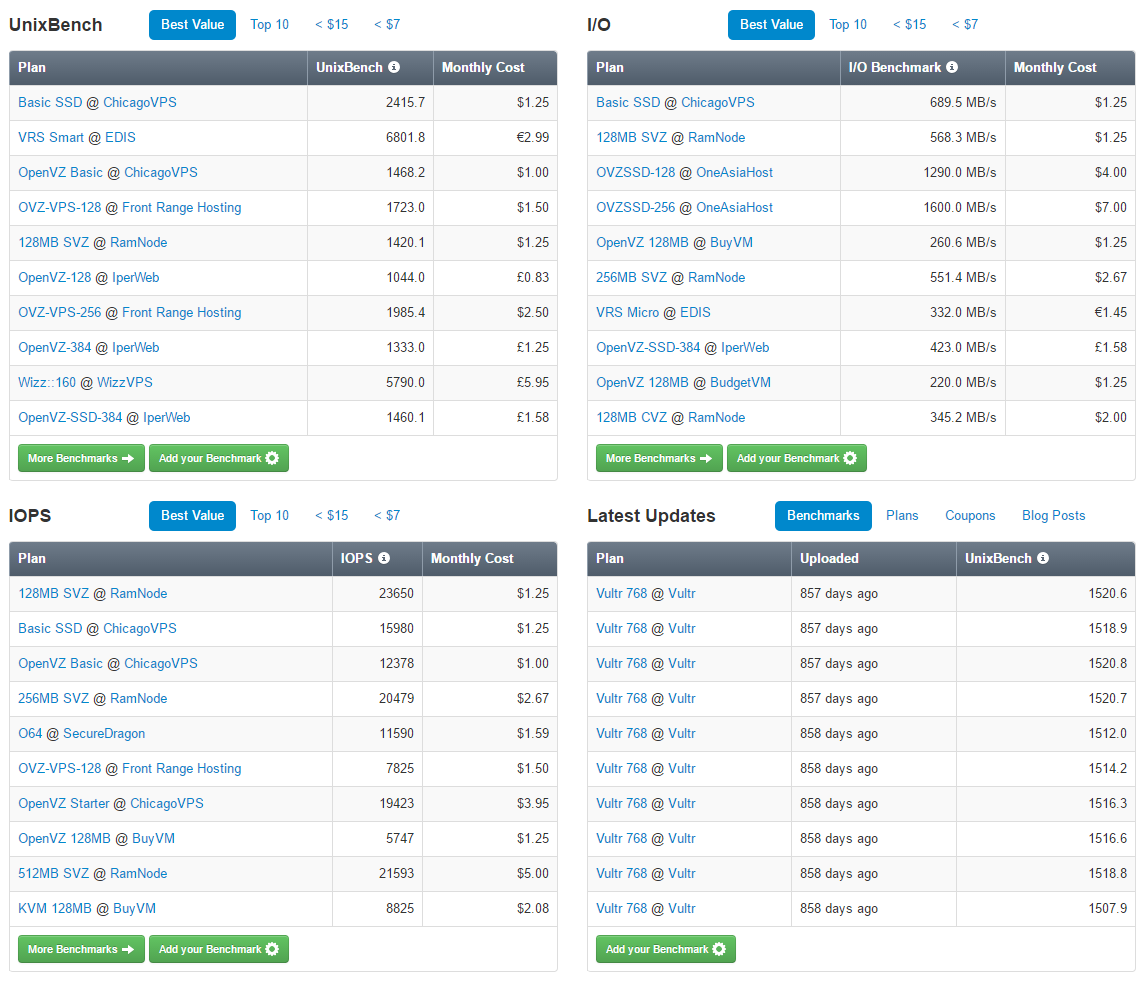 UnixBench Best Value Top 10 < $15 < $7
Plan UnixBench Monthly Cost
Basic SSD @ ChicagoVPS 2415.7 $1.25
VRS Smart @ EDIS 6801.8 €2.99
OpenVZ Basic @ ChicagoVPS 1468.2 $1.00
OVZ-VPS-128 @ Front Range Hosting 1723.0 $1.50
128MB SVZ @ RamNode 1420.1 $1.25
OpenVZ-128 @ IperWeb 1044.0 £0.83
OVZ-VPS-256 @ Front Range Hosting 1985.4 $2.50
OpenVZ-384 @ IperWeb 1333.0 £1.25
Wizz::160 @ WizzVPS 5790.0 £5.95
OpenVZ-SSD-384 @ IperWeb 1460.1 £1.58
More Benchmarks Add your Benchmark
I/O Best Value Top 10 < $15 < $7
Plan I/O Benchmark Monthly Cost
Basic SSD @ ChicagoVPS 689.5 MB/s $1.25
128MB SVZ @ RamNode 568.3 MB/s $1.25
OVZSSD-128 @ OneAsiaHost 1290.0 MB/s $4.00
OVZSSD-256 @ OneAsiaHost 1600.0 MB/s $7.00
OpenVZ 128MB @ BuyVM 260.6 MB/s $1.25
256MB SVZ @ RamNode 551.4 MB/s $2.67
VRS Micro @ EDIS 332.0 MB/s €1.45
OpenVZ-SSD-384 @ IperWeb 423.0 MB/s £1.58
OpenVZ 128MB @ BudgetVM 220.0 MB/s $1.25
128MB CVZ @ RamNode 345.2 MB/s $2.00
More Benchmarks Add your Benchmark
IOPS Best Value Top 10 < $15 < $7
Plan IOPS Monthly Cost
128MB SVZ @ RamNode 23650 $1.25
Basic SSD @ ChicagoVPS 15980 $1.25
OpenVZ Basic @ ChicagoVPS 12378 $1.00
256MB SVZ @ RamNode 20479 $2.67
O64 @ SecureDragon 11590 $1.59
OVZ-VPS-128 @ Front Range Hosting 7825 $1.50
OpenVZ Starter @ ChicagoVPS 19423 $3.95
OpenVZ 128MB @ BuyVM 5747 $1.25
512MB SVZ @ RamNode 21593 $5.00
KVM 128MB @ BuyVM 8825 $2.08
More Benchmarks Add your Benchmark
Latest Updates Benchmarks Plans Coupons Blog Posts
Plan Uploaded UnixBench
Vultr 768 @ Vultr 857 days ago 1520.6
Vultr 768 @ Vultr 857 days ago 1518.9
Vultr 768 @ Vultr 857 days ago 1520.8
Vultr 768 @ Vultr 857 days ago 1520.7
Vultr 768 @ Vultr 858 days ago 1512.0
Vultr 768 @ Vultr 858 days ago 1514.2
Vultr 768 @ Vultr 858 days ago 1516.3
Vultr 768 @ Vultr 858 days ago 1516.6
Vultr 768 @ Vultr 858 days ago 1518.8
Vultr 768 @ Vultr 858 days ago 1507.9
Add your Benchmark